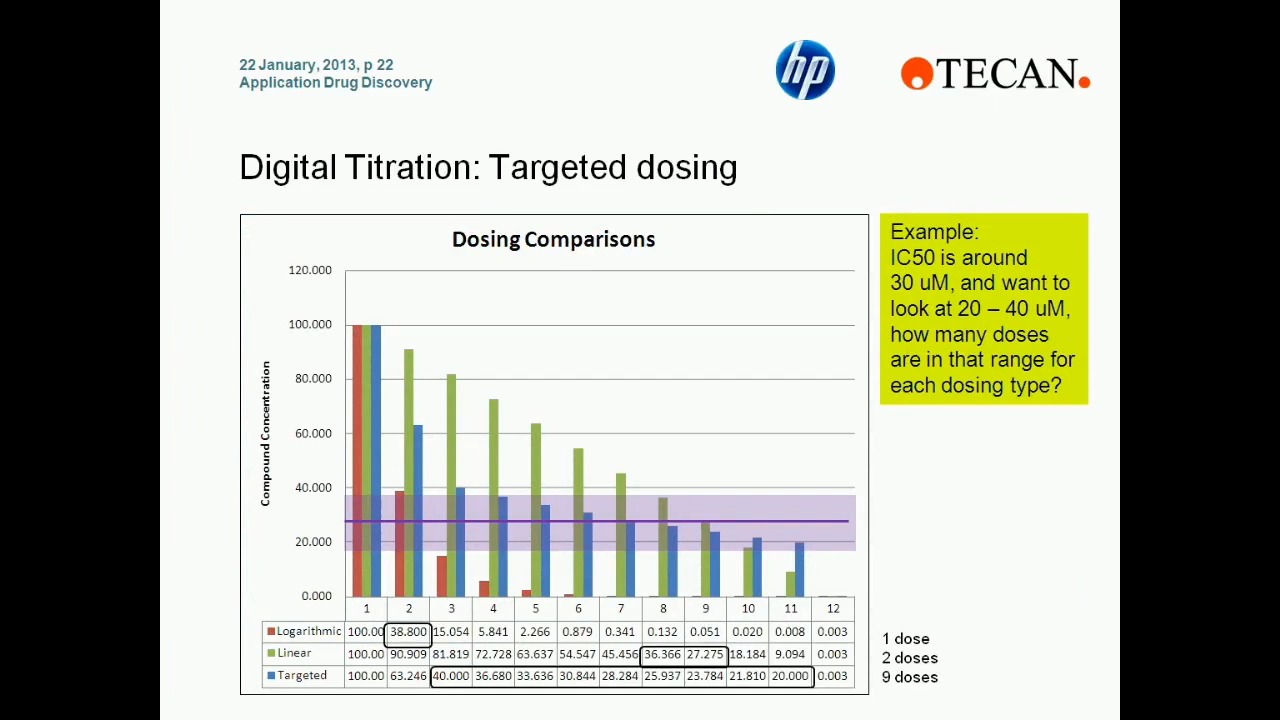 22 January, 2013, p 22
Application Drug Discovery
hp
TECAN.
Digital Titration: Targeted dosing
Dosing Comparisons
Example:
IC50 is around
30 uM, and want to
look at 20 – 40 uM,
how many doses
are in that range for
each dosing type?
Compound Concentration
120.000
100.000
80.000
60.000
40.000
20.000
0.000
1 2 3 4 5 6 7 8 9 10 11 12
Logarithmic 100.00 38.800 15.054 5.841 2.266 0.879 0.341 0.132 0.051 0.020 0.008 0.003
Linear 100.00 90.909 81.819 72.728 63.637 54.547 45.456 36.366 27.275 18.184 9.094 0.003
Targeted 100.00 63.246 40.000 36.680 33.636 30.844 28.284 25.937 23.784 21.810 20.000 0.003
1 dose
2 doses
9 doses